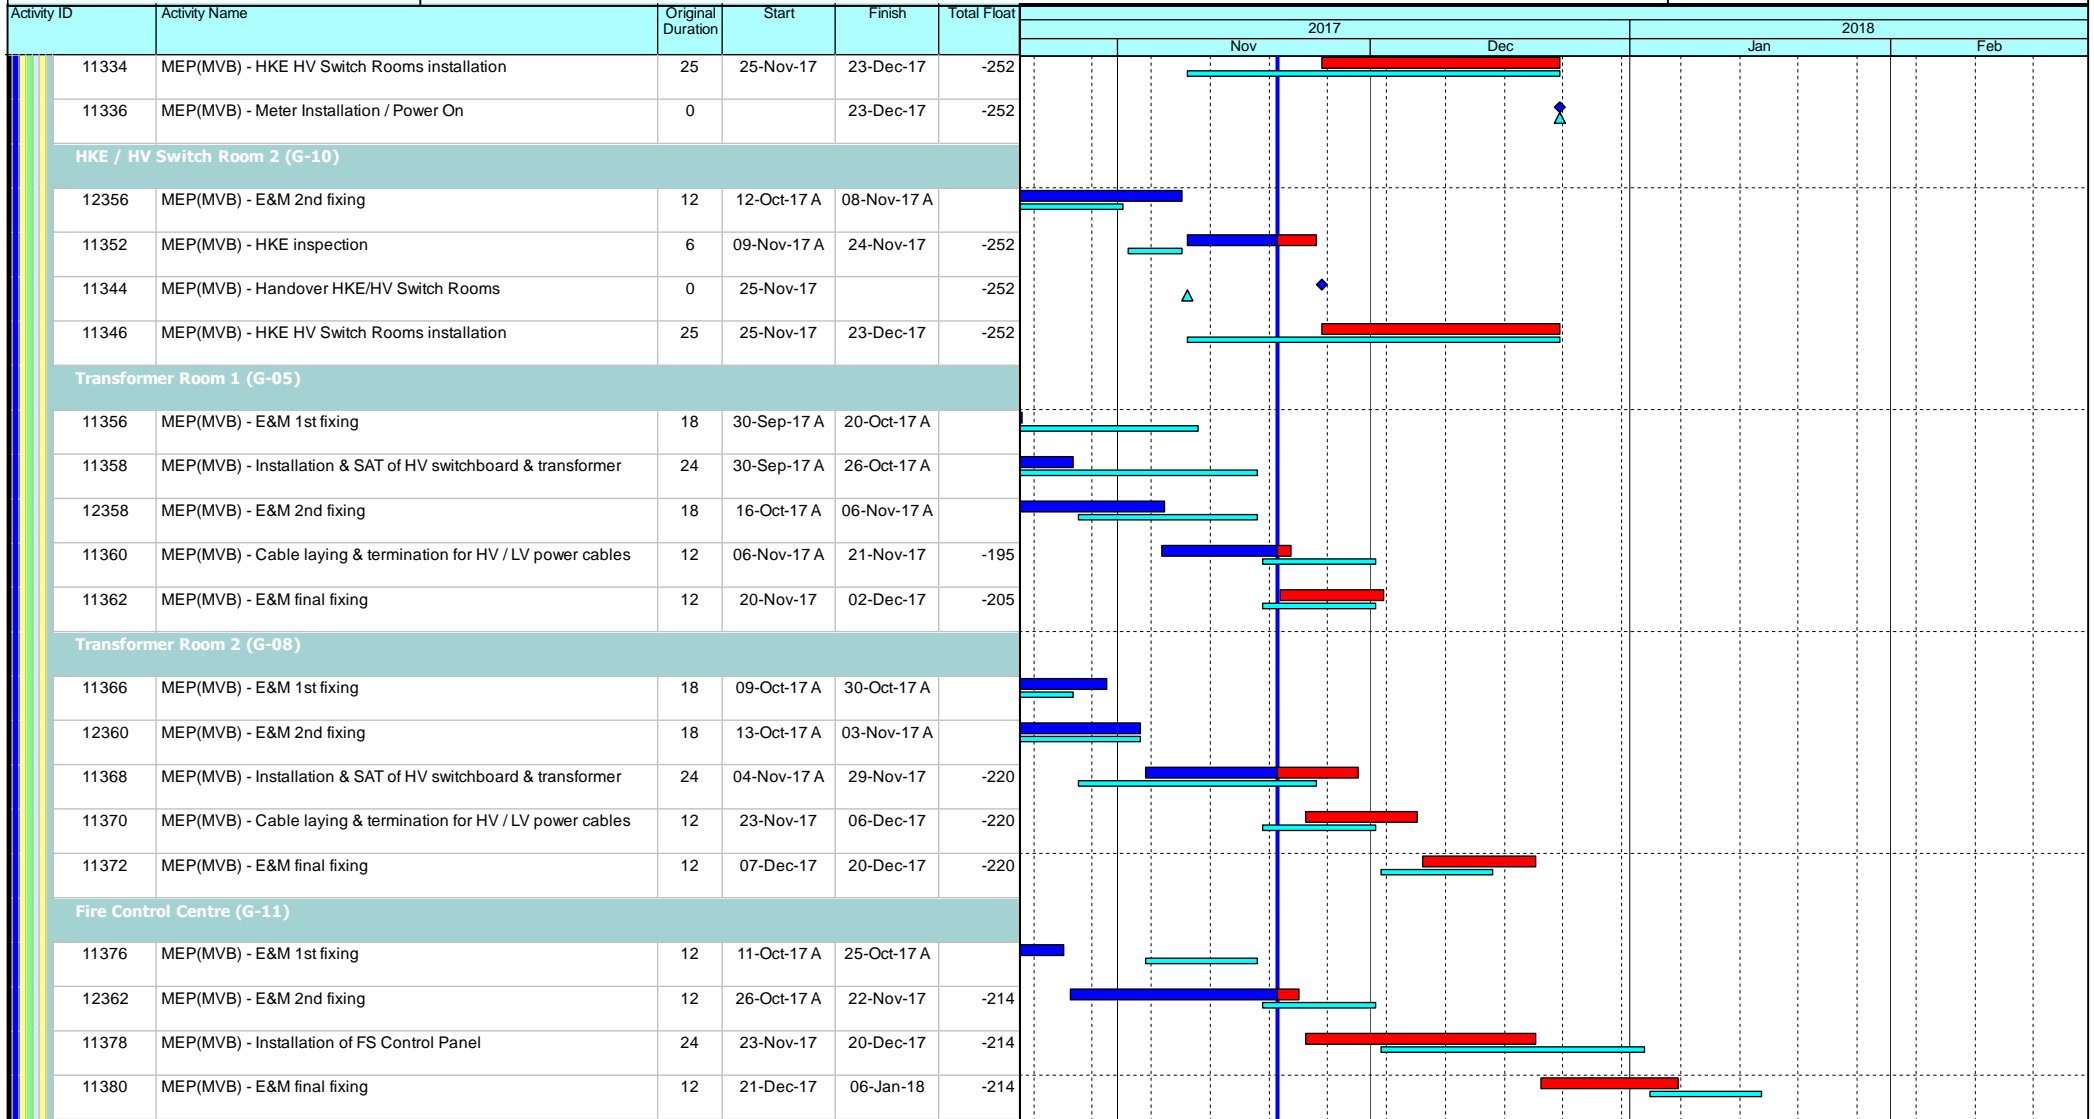 Activity ID Activity Name Original Duration Start Finish Total Float
2017 2018
Nov Dec Jan Feb
11334 MEP(MVB) - HKE HV Switch Rooms installation 25 25-Nov-17 23-Dec-17 -252
11336 MEP(MVB) - Meter Installation / Power On 0 23-Dec-17 -252
HKE / HV Switch Room 2 (G-10)
12356 MEP(MVB) - E&M 2nd fixing 12 12-Oct-17 A 08-Nov-17 A
11352 MEP(MVB) - HKE inspection 6 09-Nov-17 A 24-Nov-17 -252
11344 MEP(MVB) - Handover HKE/HV Switch Rooms 0 25-Nov-17 -252
11346 MEP(MVB) - HKE HV Switch Rooms installation 25 25-Nov-17 23-Dec-17 -252
Transformer Room 1 (G-05)
11356 MEP(MVB) - E&M 1st fixing 18 30-Sep-17 A 20-Oct-17 A
11358 MEP(MVB) - Installation & SAT of HV switchboard & transformer 24 30-Sep-17 A 26-Oct-17 A
12358 MEP(MVB) - E&M 2nd fixing 18 16-Oct-17 A 06-Nov-17 A
11360 MEP(MVB) - Cable laying & termination for HV / LV power cables 12 06-Nov-17 A 21-Nov-17 -195
11362 MEP(MVB) - E&M final fixing 12 20-Nov-17 02-Dec-17 -205
Transformer Room 2 (G-08)
11366 MEP(MVB) - E&M 1st fixing 18 09-Oct-17 A 30-Oct-17 A
12360 MEP(MVB) - E&M 2nd fixing 18 13-Oct-17 A 03-Nov-17 A
11368 MEP(MVB) - Installation & SAT of HV switchboard & transformer 24 04-Nov-17 A 29-Nov-17 -220
11370 MEP(MVB) - Cable laying & termination for HV / LV power cables 12 23-Nov-17 06-Dec-17 -220
11372 MEP(MVB) - E&M final fixing 12 07-Dec-17 20-Dec-17 -220
Fire Control Centre (G-11)
11376 MEP(MVB) - E&M 1st fixing 12 11-Oct-17 A 25-Oct-17 A
12362 MEP(MVB) - E&M 2nd fixing 12 26-Oct-17 A 22-Nov-17 -214
11378 MEP(MVB) - Installation of FS Control Panel 24 23-Nov-17 20-Dec-17 -214
11380 MEP(MVB) - E&M final fixing 12 21-Dec-17 06-Jan-18 -214